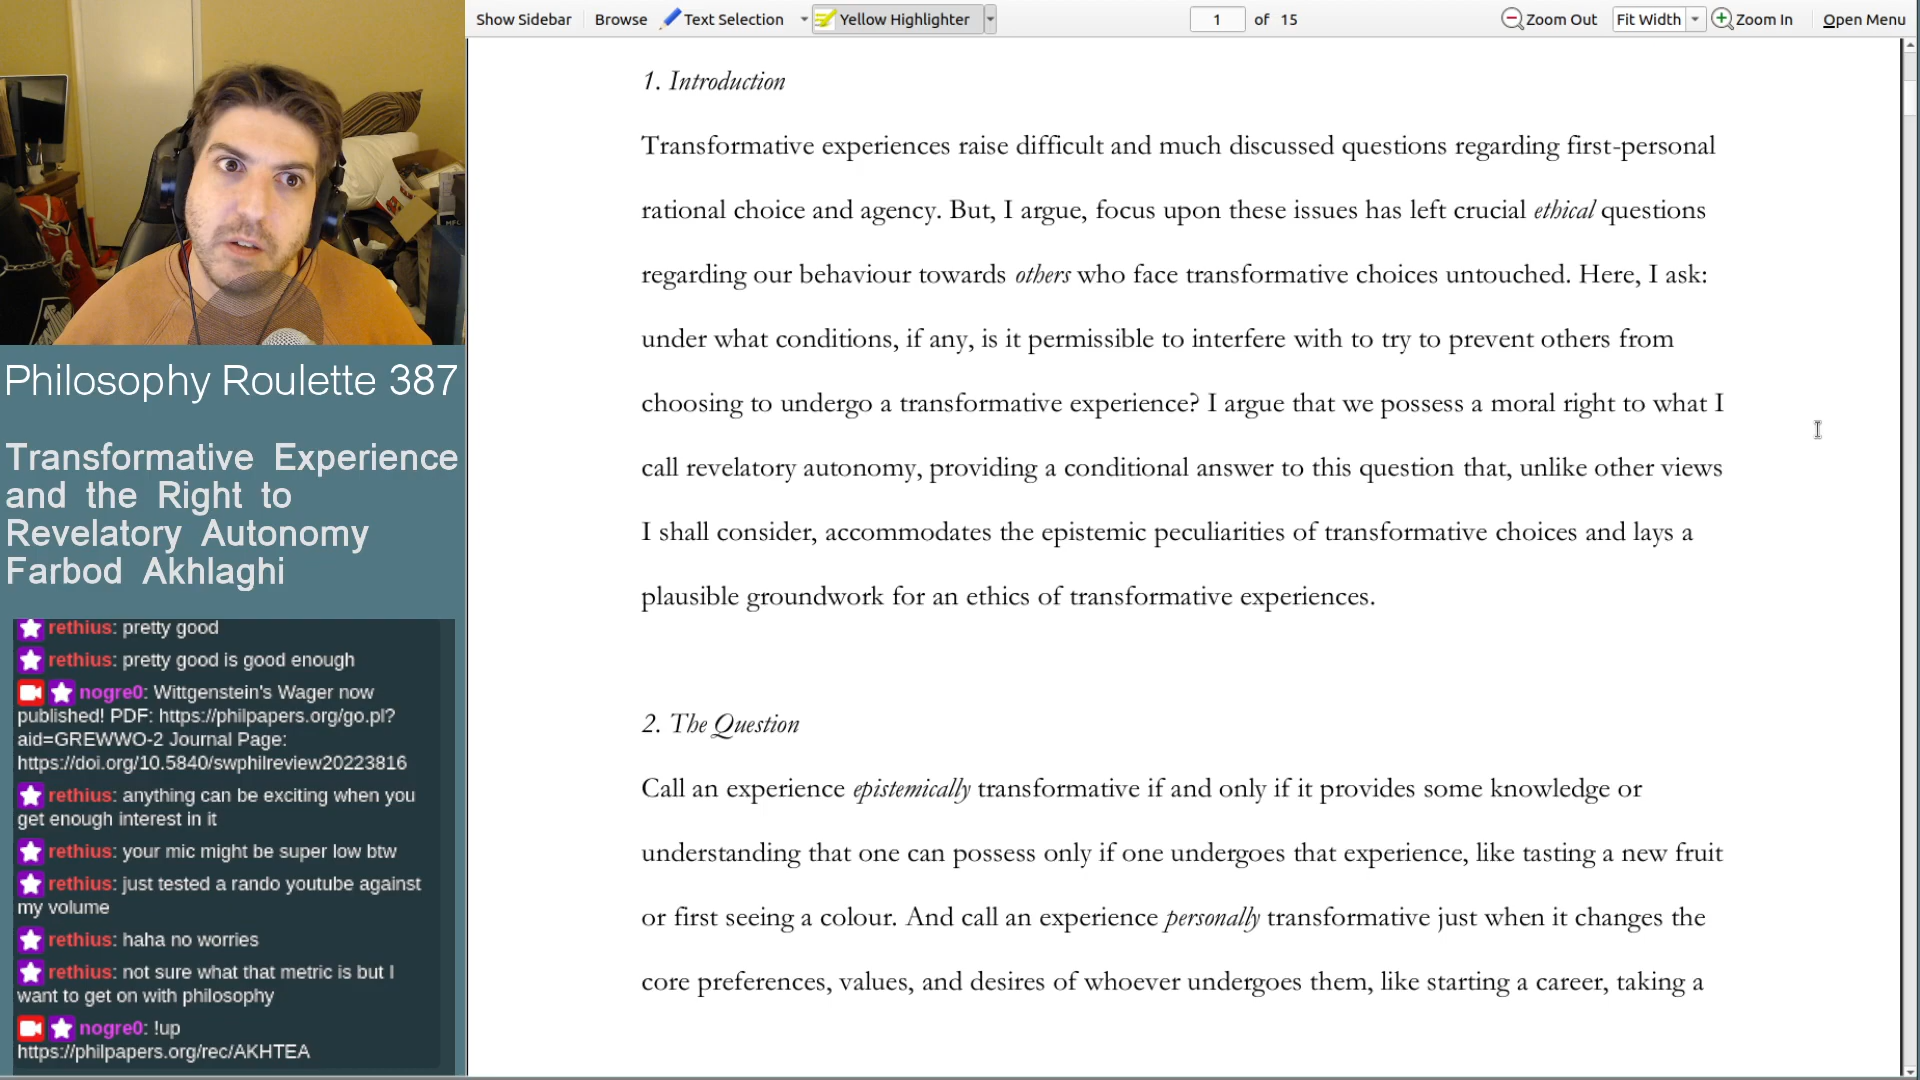 Show Sidebar Browse Text Selection Yellow Highlighter 1 of 15 Zoom Out Fit Width Zoom In Open Menu
1. Introduction
Transformative experiences raise difficult and much discussed questions regarding first-personal
rational choice and agency. But, I argue, focus upon these issues has left crucial ethical questions
regarding our behaviour towards others who face transformative choices untouched. Here, I ask:
under what conditions, if any, is it permissible to interfere with to try to prevent others from
choosing to undergo a transformative experience? I argue that we possess a moral right to what I
call revelatory autonomy, providing a conditional answer to this question that, unlike other views
I shall consider, accommodates the epistemic peculiarities of transformative choices and lays a
plausible groundwork for an ethics of transformative experiences.
2. The Question
Call an experience epistemically transformative if and only if it provides some knowledge or
understanding that one can possess only if one undergoes that experience, like tasting a new fruit
or first seeing a colour. And call an experience personally transformative just when it changes the
core preferences, values, and desires of whoever undergoes them, like starting a career, taking a
Philosophy Roulette 387
Transformative Experience
and the Right to
Revelatory Autonomy
Farbod Akhlaghi
rethius: pretty good
rethius: pretty good is good enough
nogre0: Wittgenstein's Wager now
published! PDF: https://philpapers.org/go.pl?
aid=GREWWO-2 Journal Page:
https://doi.org/10.5840/swphilreview20223816
rethius: anything can be exciting when you
get enough interest in it
rethius: your mic might be super low btw
rethius: just tested a rando youtube against
my volume
rethius: haha no worries
rethius: not sure what that metric is but I
want to get on with philosophy
nogre0: !up
https://philpapers.org/rec/AKHTEA